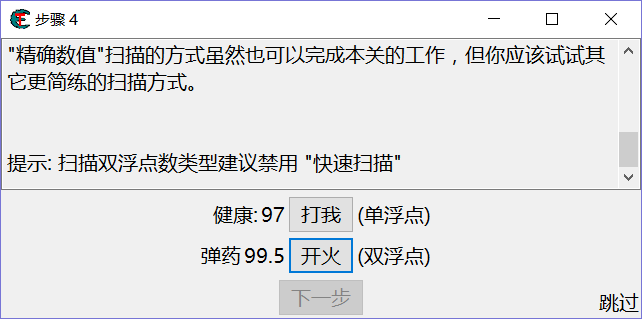 步骤 4
"精确数值"扫描的方式虽然也可以完成本关的工作，但你应该试试其
它更简练的扫描方式。
提示: 扫描双浮点数类型建议禁用 "快速扫描"
健康: 97 打我 (单浮点)
弹药 99.5 开火 (双浮点)
下一步
跳过